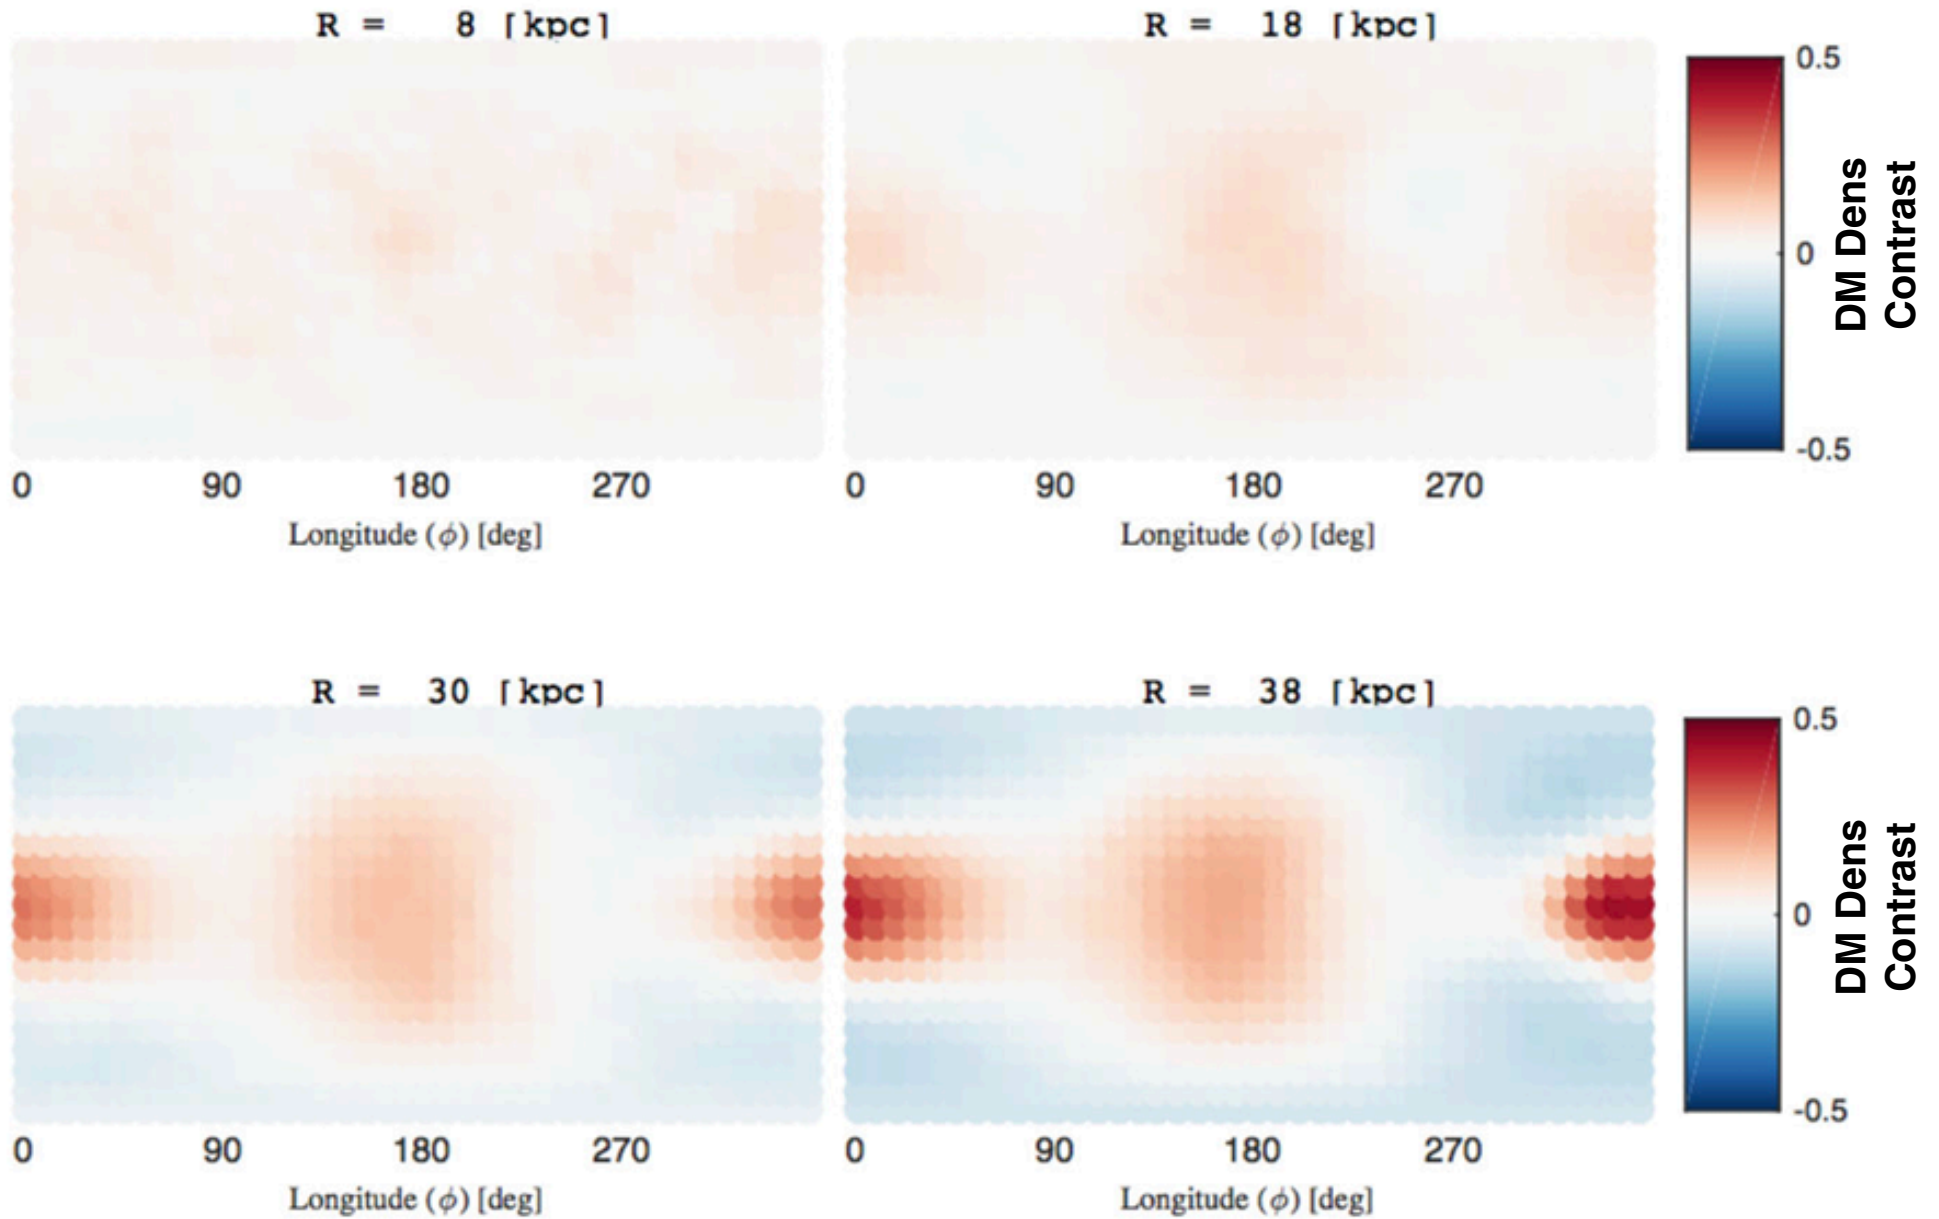 R = 8 [kpc]
R = 18 [kpc]
0.5
0
-0.5
DM Dens
Contrast
0 90 180 270
0 90 180 270
Longitude (ϕ) [deg]
Longitude (ϕ) [deg]
R = 30 [kpc]
R = 38 [kpc]
0.5
0
-0.5
DM Dens
Contrast
0 90 180 270
0 90 180 270
Longitude (ϕ) [deg]
Longitude (ϕ) [deg]